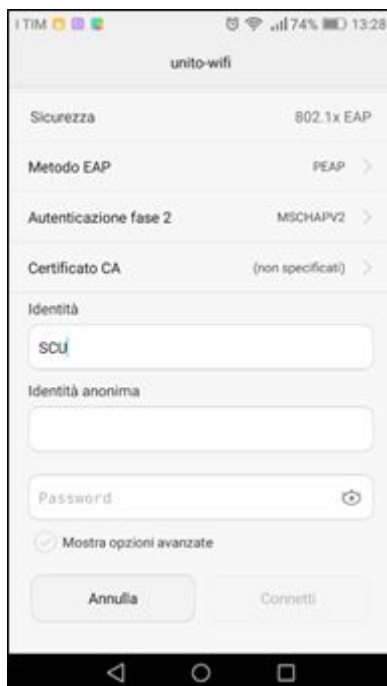 I TIM 74% 13:28
unito-wifi
Sicurezza 802.1x EAP
Metodo EAP PEAP
Autenticazione fase 2 MSCHAPV2
Certificato CA (non specificati)
Identità
SCU
Identità anonima
Password
Mostra opzioni avanzate
Annulla Connetti